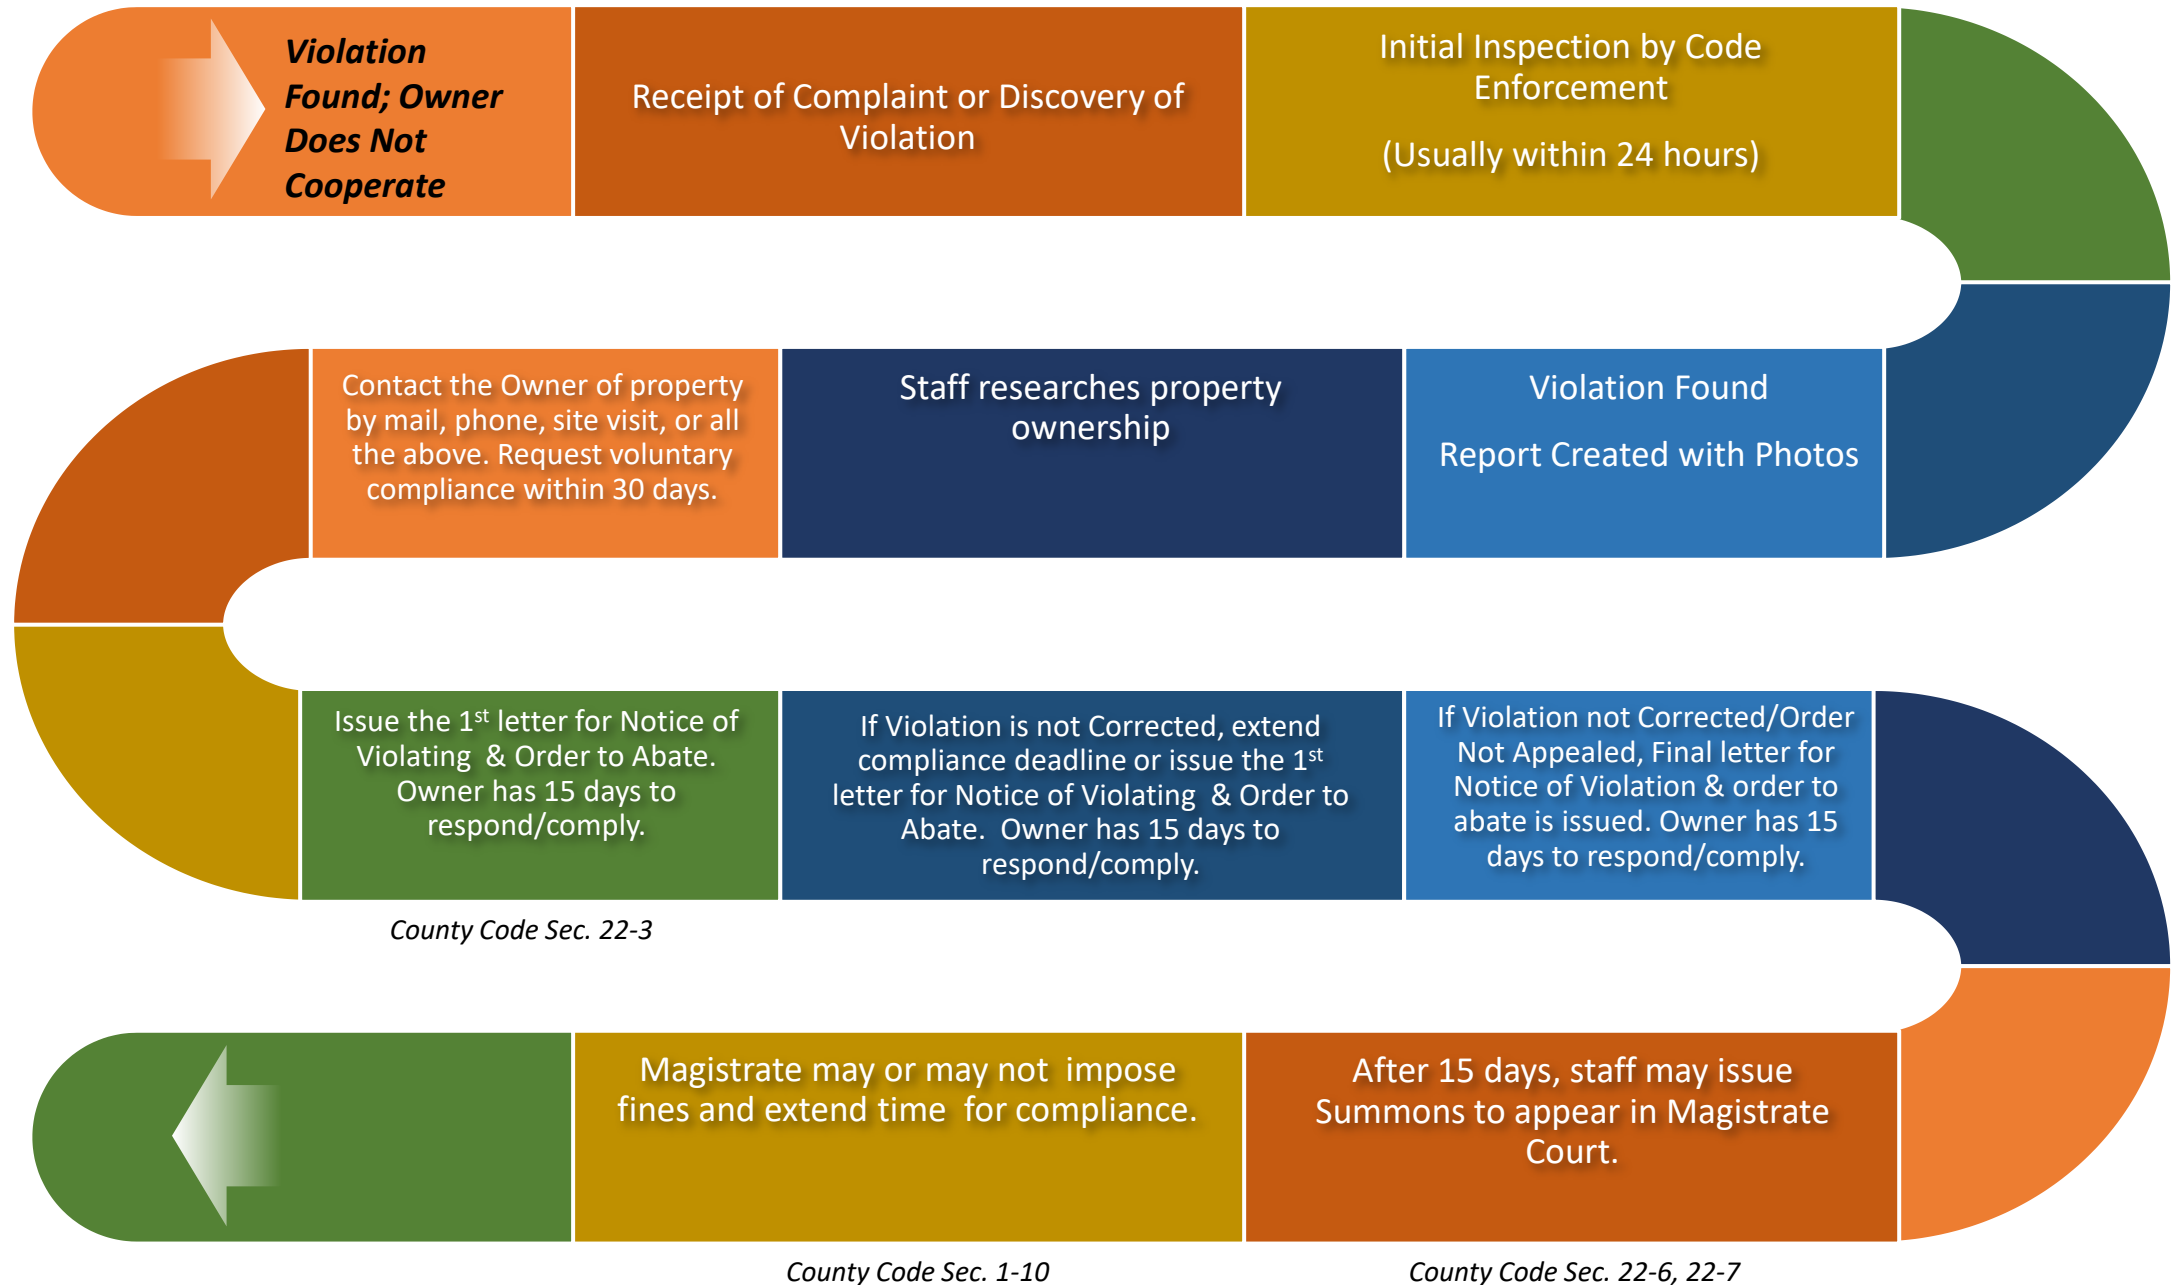 Violation
Found; Owner
Does Not
Cooperate
Receipt of Complaint or Discovery of
Violation
Initial Inspection by Code
Enforcement
(Usually within 24 hours)
Violation Found
Report Created with Photos
Staff researches property
ownership
Contact the Owner of property
by mail, phone, site visit, or all
the above. Request voluntary
compliance within 30 days.
Issue the 1st letter for Notice of
Violating & Order to Abate.
Owner has 15 days to
respond/comply.
County Code Sec. 22-3
If Violation is not Corrected, extend
compliance deadline or issue the 1st
letter for Notice of Violating & Order to
Abate. Owner has 15 days to
respond/comply.
If Violation not Corrected/Order
Not Appealed, Final letter for
Notice of Violation & order to
abate is issued. Owner has 15
days to respond/comply.
After 15 days, staff may issue
Summons to appear in Magistrate
Court.
County Code Sec. 22-6, 22-7
Magistrate may or may not impose
fines and extend time for compliance.
County Code Sec. 1-10